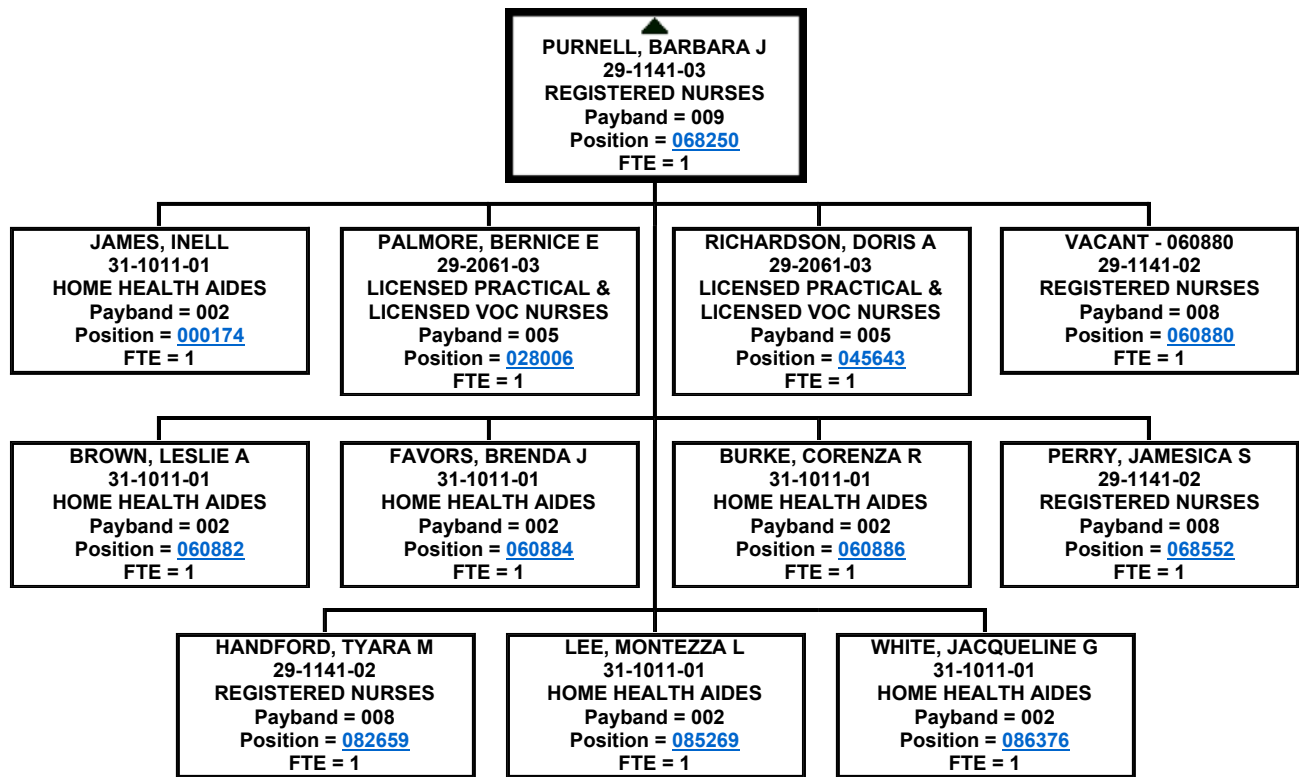 PURNELL, BARBARA J
29-1141-03
REGISTERED NURSES
Payband = 009
Position = 068250
FTE = 1
JAMES, INELL
31-1011-01
HOME HEALTH AIDES
Payband = 002
Position = 000174
FTE = 1
PALMORE, BERNICE E
29-2061-03
LICENSED PRACTICAL &
LICENSED VOC NURSES
Payband = 005
Position = 028006
FTE = 1
RICHARDSON, DORIS A
29-2061-03
LICENSED PRACTICAL &
LICENSED VOC NURSES
Payband = 005
Position = 045643
FTE = 1
VACANT - 060880
29-1141-02
REGISTERED NURSES
Payband = 008
Position = 060880
FTE = 1
BROWN, LESLIE A
31-1011-01
HOME HEALTH AIDES
Payband = 002
Position = 060882
FTE = 1
FAVORS, BRENDA J
31-1011-01
HOME HEALTH AIDES
Payband = 002
Position = 060884
FTE = 1
BURKE, CORENZA R
31-1011-01
HOME HEALTH AIDES
Payband = 002
Position = 060886
FTE = 1
PERRY, JAMESICA S
29-1141-02
REGISTERED NURSES
Payband = 008
Position = 068552
FTE = 1
HANDFORD, TYARA M
29-1141-02
REGISTERED NURSES
Payband = 008
Position = 082659
FTE = 1
LEE, MONTEZZA L
31-1011-01
HOME HEALTH AIDES
Payband = 002
Position = 085269
FTE = 1
WHITE, JACQUELINE G
31-1011-01
HOME HEALTH AIDES
Payband = 002
Position = 086376
FTE = 1